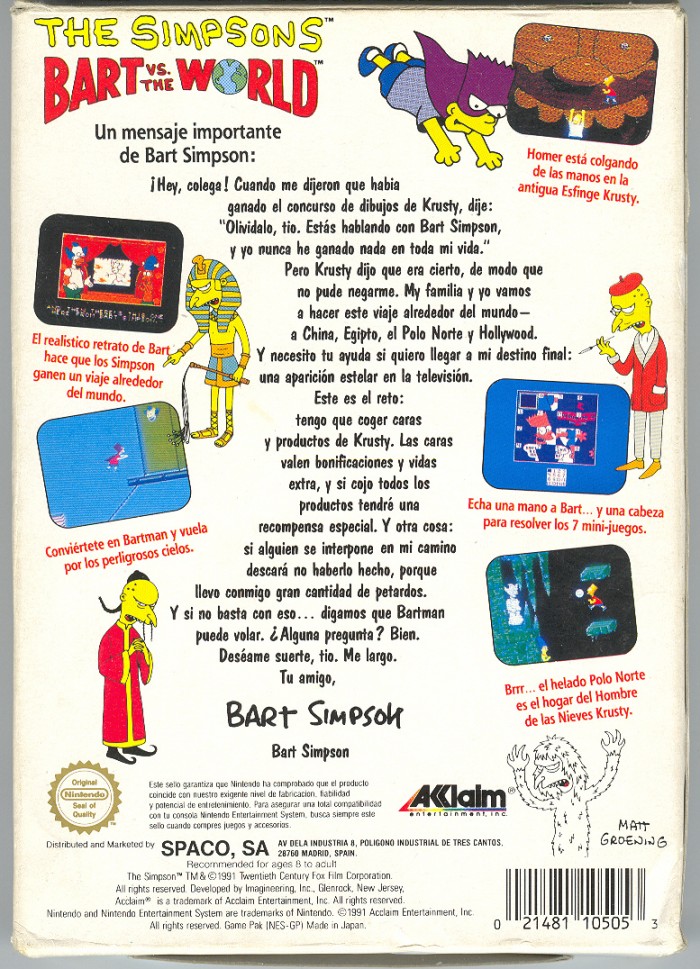 THE SIMPSONS™
BART VS. THE WORLD™
Un mensaje importante
de Bart Simpson:
¡Hey, colega! Cuando me dijeron que habia
ganado el concurso de dibujos de Krusty, dije:
"Olividalo, tio. Estás hablando con Bart Simpson,
y yo nunca he ganado nada en toda mi vida."
Pero Krusty dijo que era cierto, de modo que
no pude negarme. My familia y yo vamos
a hacer este viaje alrededor del mundo—
a China, Egipto, el Polo Norte y Hollywood.
Y necesito tu ayuda si quiero llegar a mi destino final:
una aparición estelar en la televisión.
Este es el reto:
tengo que coger caras
y productos de Krusty. Las caras
valen bonificaciones y vidas
extra, y si cojo todos los
productos tendré una
recompensa especial. Y otra cosa:
si alguien se interpone en mi camino
descará no haberlo hecho, porque
llevo conmigo gran cantidad de petardos.
Y si no basta con eso... digamos que Bartman
puede volar. ¿Alguna pregunta? Bien.
Deséame suerte, tio. Me largo.
Tu amigo,
BART SIMPSON
Bart Simpson
Homer está colgando
de las manos en la
antigua Esfinge Krusty.
El realístico retrato de Bart
hace que los Simpson
ganen un viaje alrededor
del mundo.
Conviértete en Bartman y vuela
por los perligrosos cielos.
Echa una mano a Bart... y una cabeza
para resolver los 7 mini-juegos.
Brrr... el helado Polo Norte
es el hogar del Hombre
de las Nieves Krusty.
MATT
GROENING
Original
Nintendo
Seal of
Quality
™
Este sello garantiza que Nintendo ha comprobado que el producto
coincide con nuestro exigente nivel de fabricacion, fiabilidad
y potencial de entretenimiento. Para asegurar una total compatibilidad
con tu consola Nintendo Entertainment System, busca siempre este
sello cuando compres juegos y accesorios.
AKKlaim®
entertainment, inc.
Distributed and Marketed by SPACO, SA AV DELA INDUSTRIA 8, POLIGONO INDUSTRIAL DE TRES CANTOS.
28760 MADRID, SPAIN.
Recommended for ages 8 to adult
The Simpson™ TM & © 1991 Twentieth Century Fox Film Corporation.
All rights reserved. Developed by Imagineering, Inc., Glenrock, New Jersey,
Acclaim® is a trademark of Acclaim Entertainment, Inc. All rights reserved.
Nintendo and Nintendo Entertainment System are trademarks of Nintendo. ©1991 Acclaim Entertainment, Inc.
All rights reserved. Game Pak (NES-GP) Made in Japan.
0 21481 10505 3